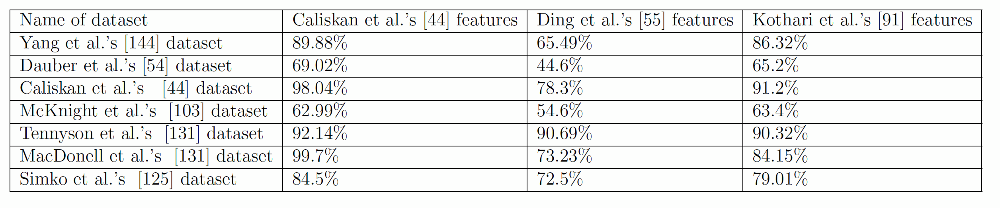 Name of dataset Caliskan et al.'s [44] features Ding et al.'s [55] features Kothari et al.'s [91] features
Yang et al.'s [144] dataset 89.88% 65.49% 86.32%
Dauber et al.'s [54] dataset 69.02% 44.6% 65.2%
Caliskan et al.'s [44] dataset 98.04% 78.3% 91.2%
McKnight et al.'s [103] dataset 62.99% 54.6% 63.4%
Tennyson et al.'s [131] dataset 92.14% 90.69% 90.32%
MacDonell et al.'s [131] dataset 99.7% 73.23% 84.15%
Simko et al.'s [125] dataset 84.5% 72.5% 79.01%